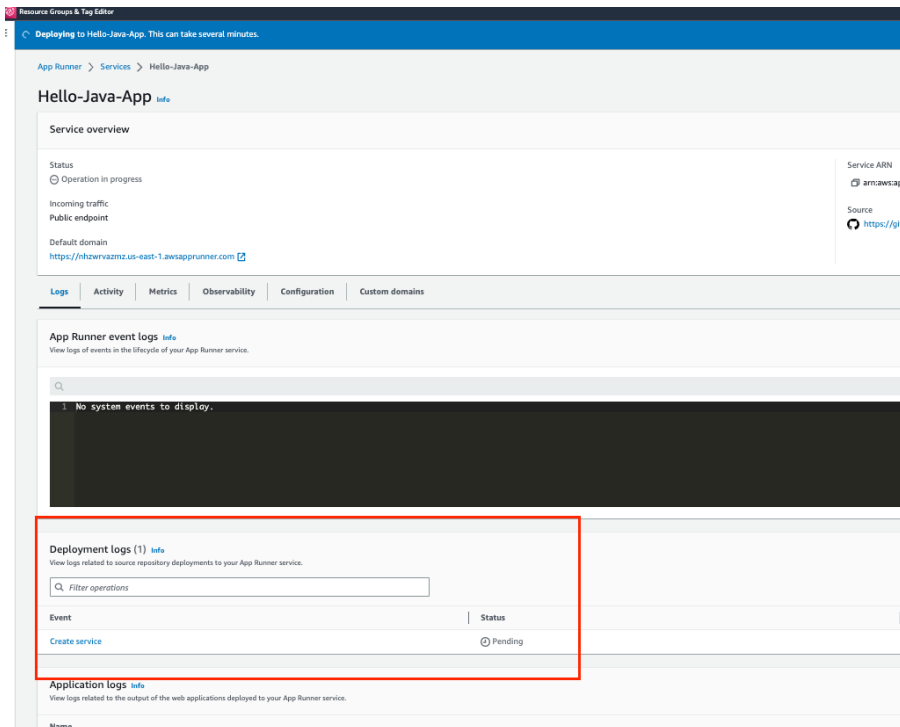 Resource Groups & Tag Editor
Deploying to Hello-Java-App. This can take several minutes.
App Runner > Services > Hello-Java-App
Hello-Java-App Info
Service overview
Status
Operation in progress
Incoming traffic
Public endpoint
Default domain
https://nhzwrvazmz.us-east-1.awsapprunner.com
Service ARN
arn:aws:ap
Source
https://gi
Logs Activity Metrics Observability Configuration Custom domains
App Runner event logs Info
View logs of events in the lifecycle of your App Runner service.
1 No system events to display.
Deployment logs (1) Info
View logs related to source repository deployments to your App Runner service.
Filter operations
Event Status
Create service Pending
Application logs Info
View logs related to the output of the web applications deployed to your App Runner service.
Name